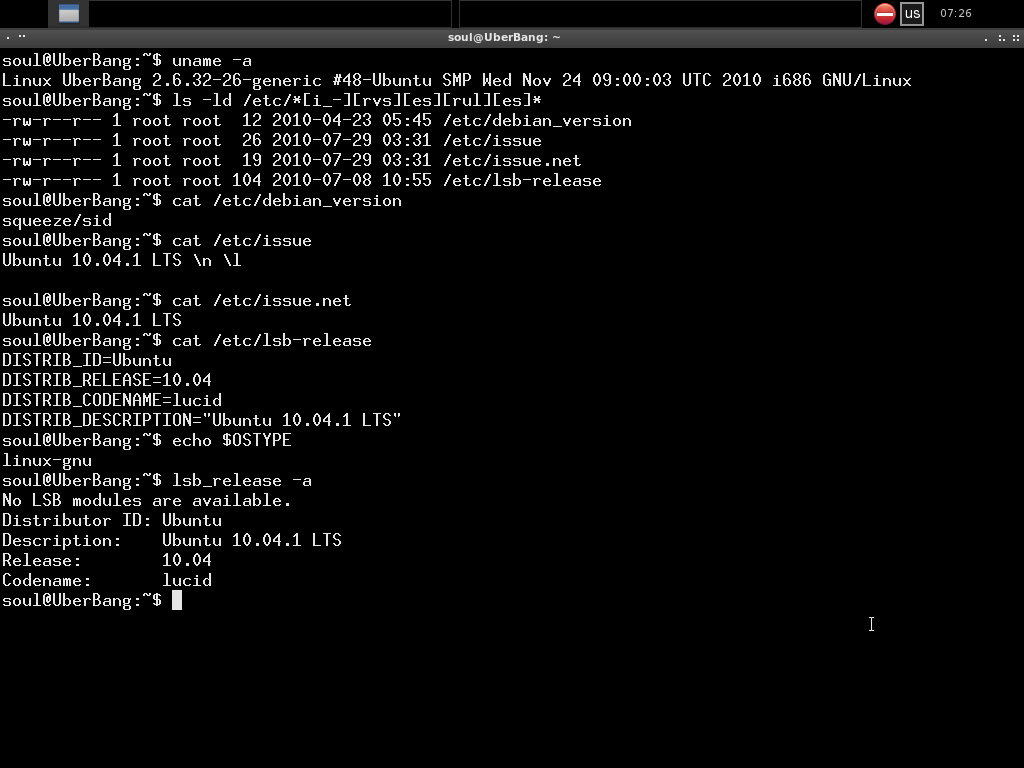 us 07:26
soul@UberBang: ~
soul@UberBang:~$ uname -a
Linux UberBang 2.6.32-26-generic #48-Ubuntu SMP Wed Nov 24 09:00:03 UTC 2010 i686 GNU/Linux
soul@UberBang:~$ ls -ld /etc/*[i_-][rvs][es][rul][es]*
-rw-r--r-- 1 root root  12 2010-04-23 05:45 /etc/debian_version
-rw-r--r-- 1 root root  26 2010-07-29 03:31 /etc/issue
-rw-r--r-- 1 root root  19 2010-07-29 03:31 /etc/issue.net
-rw-r--r-- 1 root root 104 2010-07-08 10:55 /etc/lsb-release
soul@UberBang:~$ cat /etc/debian_version
squeeze/sid
soul@UberBang:~$ cat /etc/issue
Ubuntu 10.04.1 LTS \n \l
soul@UberBang:~$ cat /etc/issue.net
Ubuntu 10.04.1 LTS
soul@UberBang:~$ cat /etc/lsb-release
DISTRIB_ID=Ubuntu
DISTRIB_RELEASE=10.04
DISTRIB_CODENAME=lucid
DISTRIB_DESCRIPTION="Ubuntu 10.04.1 LTS"
soul@UberBang:~$ echo $OSTYPE
linux-gnu
soul@UberBang:~$ lsb_release -a
No LSB modules are available.
Distributor ID: Ubuntu
Description:    Ubuntu 10.04.1 LTS
Release:        10.04
Codename:       lucid
soul@UberBang:~$